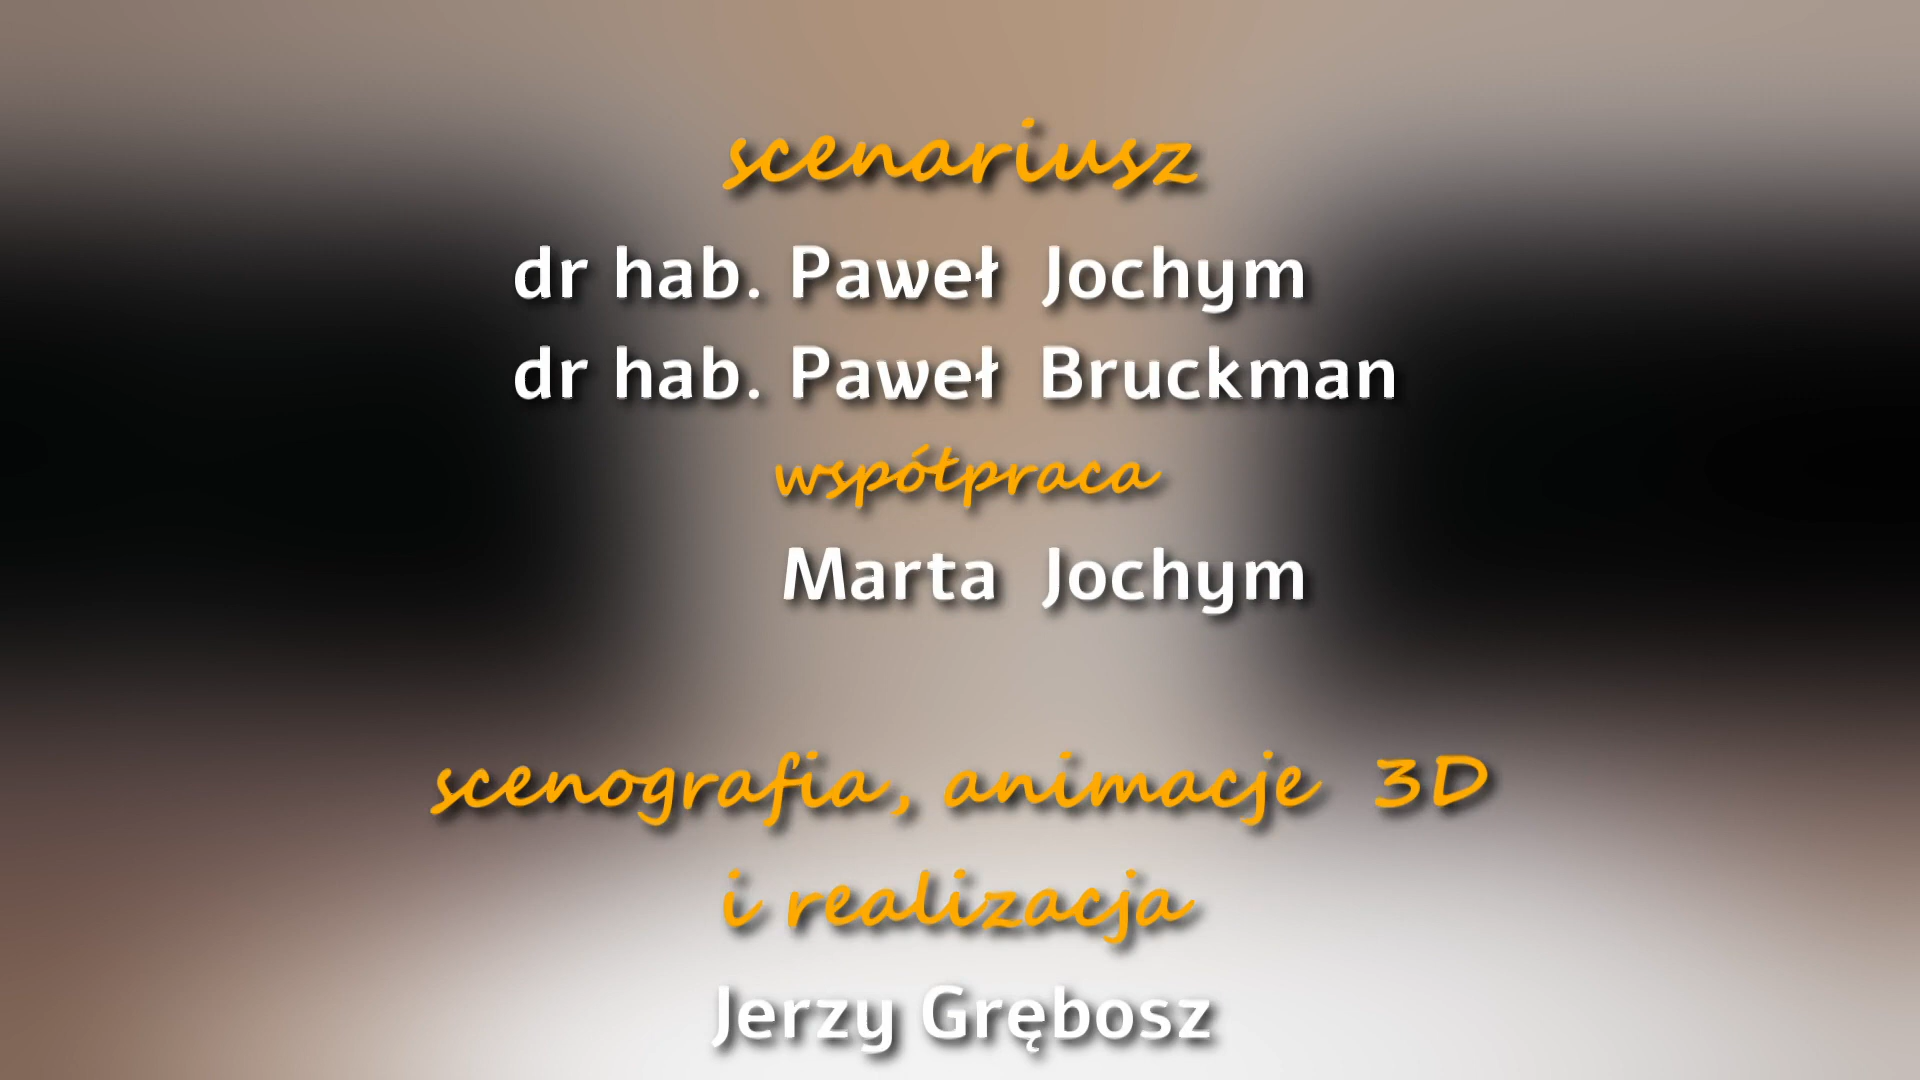 scenariusz
dr hab. Paweł Jochym
dr hab. Paweł Bruckman
współpraca
Marta Jochym
scenografia, animacje 3D
i realizacja
Jerzy Grębosz